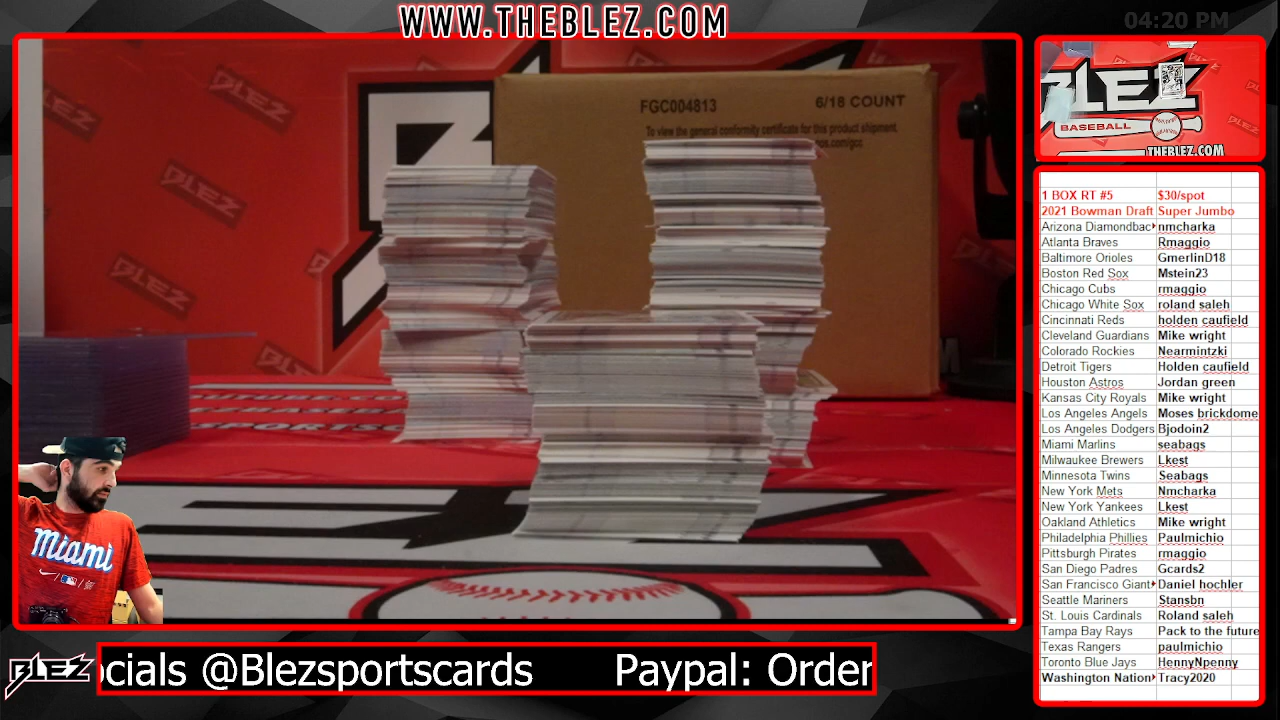 WWW.THEBLEZ.COM
04:20 PM
BLEZ
BLEZ
BLEZ
BLEZ
BLEZ
FGC004813
6/18 COUNT
To view the general conformity certificate for this product shipment,
Miami
BLEZ
BASEBALL
THEBLEZ.COM
1 BOX RT #5 $30/spot
2021 Bowman Draft Super Jumbo
Arizona Diamondbac nmcharka
Atlanta Braves Rmaggio
Baltimore Orioles GmerlinD18
Boston Red Sox Mstein23
Chicago Cubs rmaggio
Chicago White Sox roland saleh
Cincinnati Reds holden caufield
Cleveland Guardians Mike wright
Colorado Rockies Nearmintzki
Detroit Tigers Holden caufield
Houston Astros Jordan green
Kansas City Royals Mike wright
Los Angeles Angels Moses brickdome
Los Angeles Dodgers Bjodoin2
Miami Marlins seabags
Milwaukee Brewers Lkest
Minnesota Twins Seabags
New York Mets Nmcharka
New York Yankees Lkest
Oakland Athletics Mike wright
Philadelphia Phillies Paulmichio
Pittsburgh Pirates rmaggio
San Diego Padres Gcards2
San Francisco Giant Daniel hochler
Seattle Mariners Stansbn
St. Louis Cardinals Roland saleh
Tampa Bay Rays Pack to the future
Texas Rangers paulmichio
Toronto Blue Jays HennyNpenny
Washington Nation Tracy2020
BLEZ
ocials @Blezsportscards Paypal: Order